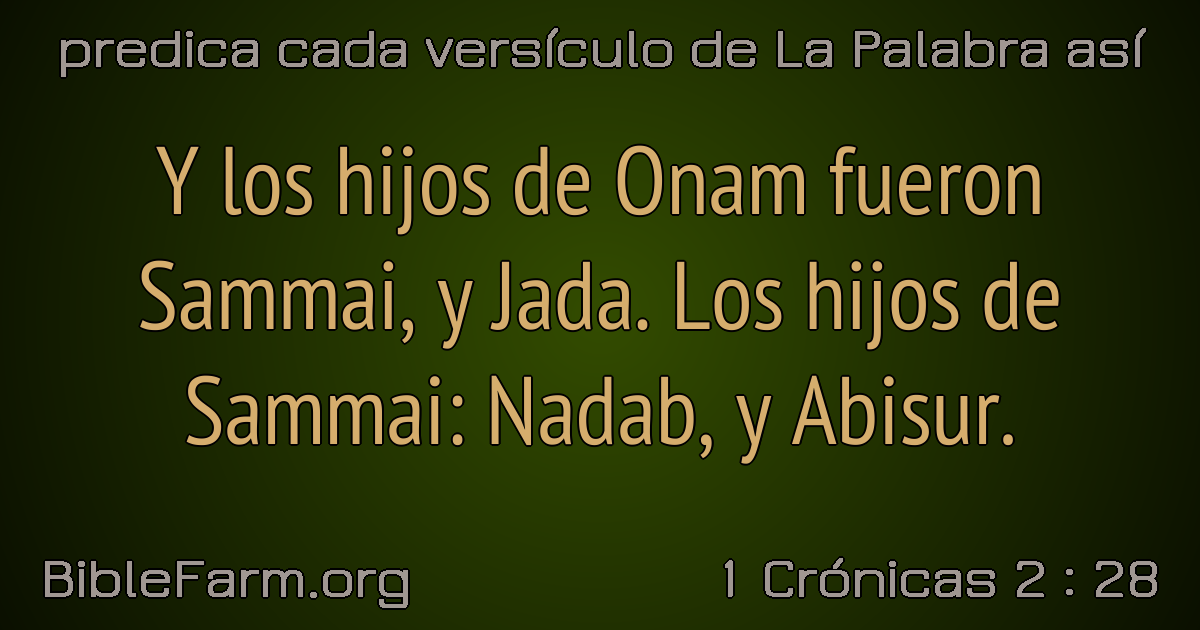 predica cada versículo de La Palabra así
Y los hijos de Onam fueron
Sammai, y Jada. Los hijos de
Sammai: Nadab, y Abisur.
BibleFarm.org
1 Crónicas 2 : 28